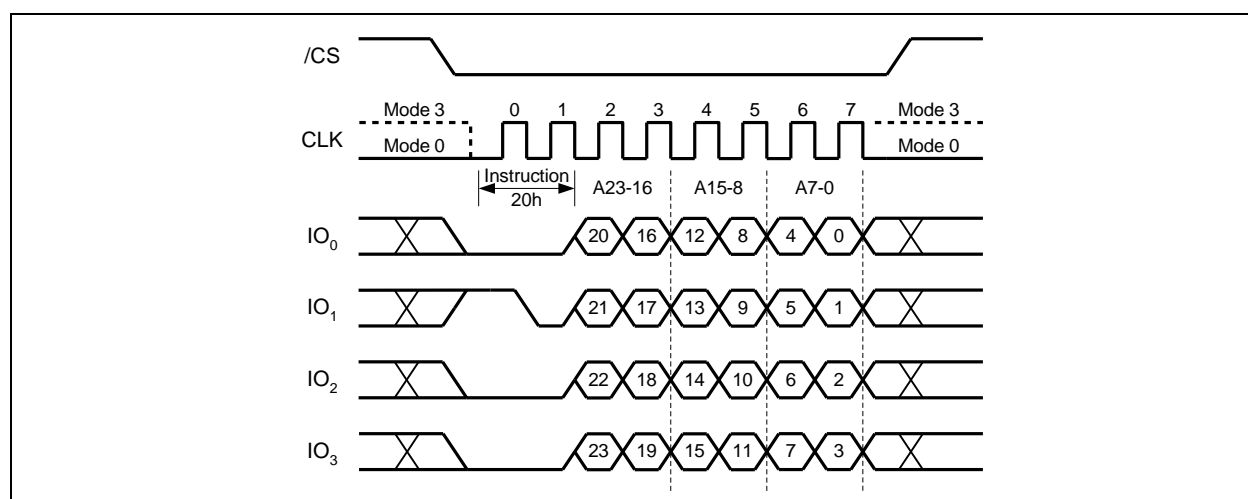 /CS
Mode 3 0 1 2 3 4 5 6 7 Mode 3
CLK
Mode 0 Mode 0
Instruction
20h
A23-16 A15-8 A7-0
IO0 20 16 12 8 4 0
IO1 21 17 13 9 5 1
IO2 22 18 14 10 6 2
IO3 23 19 15 11 7 3